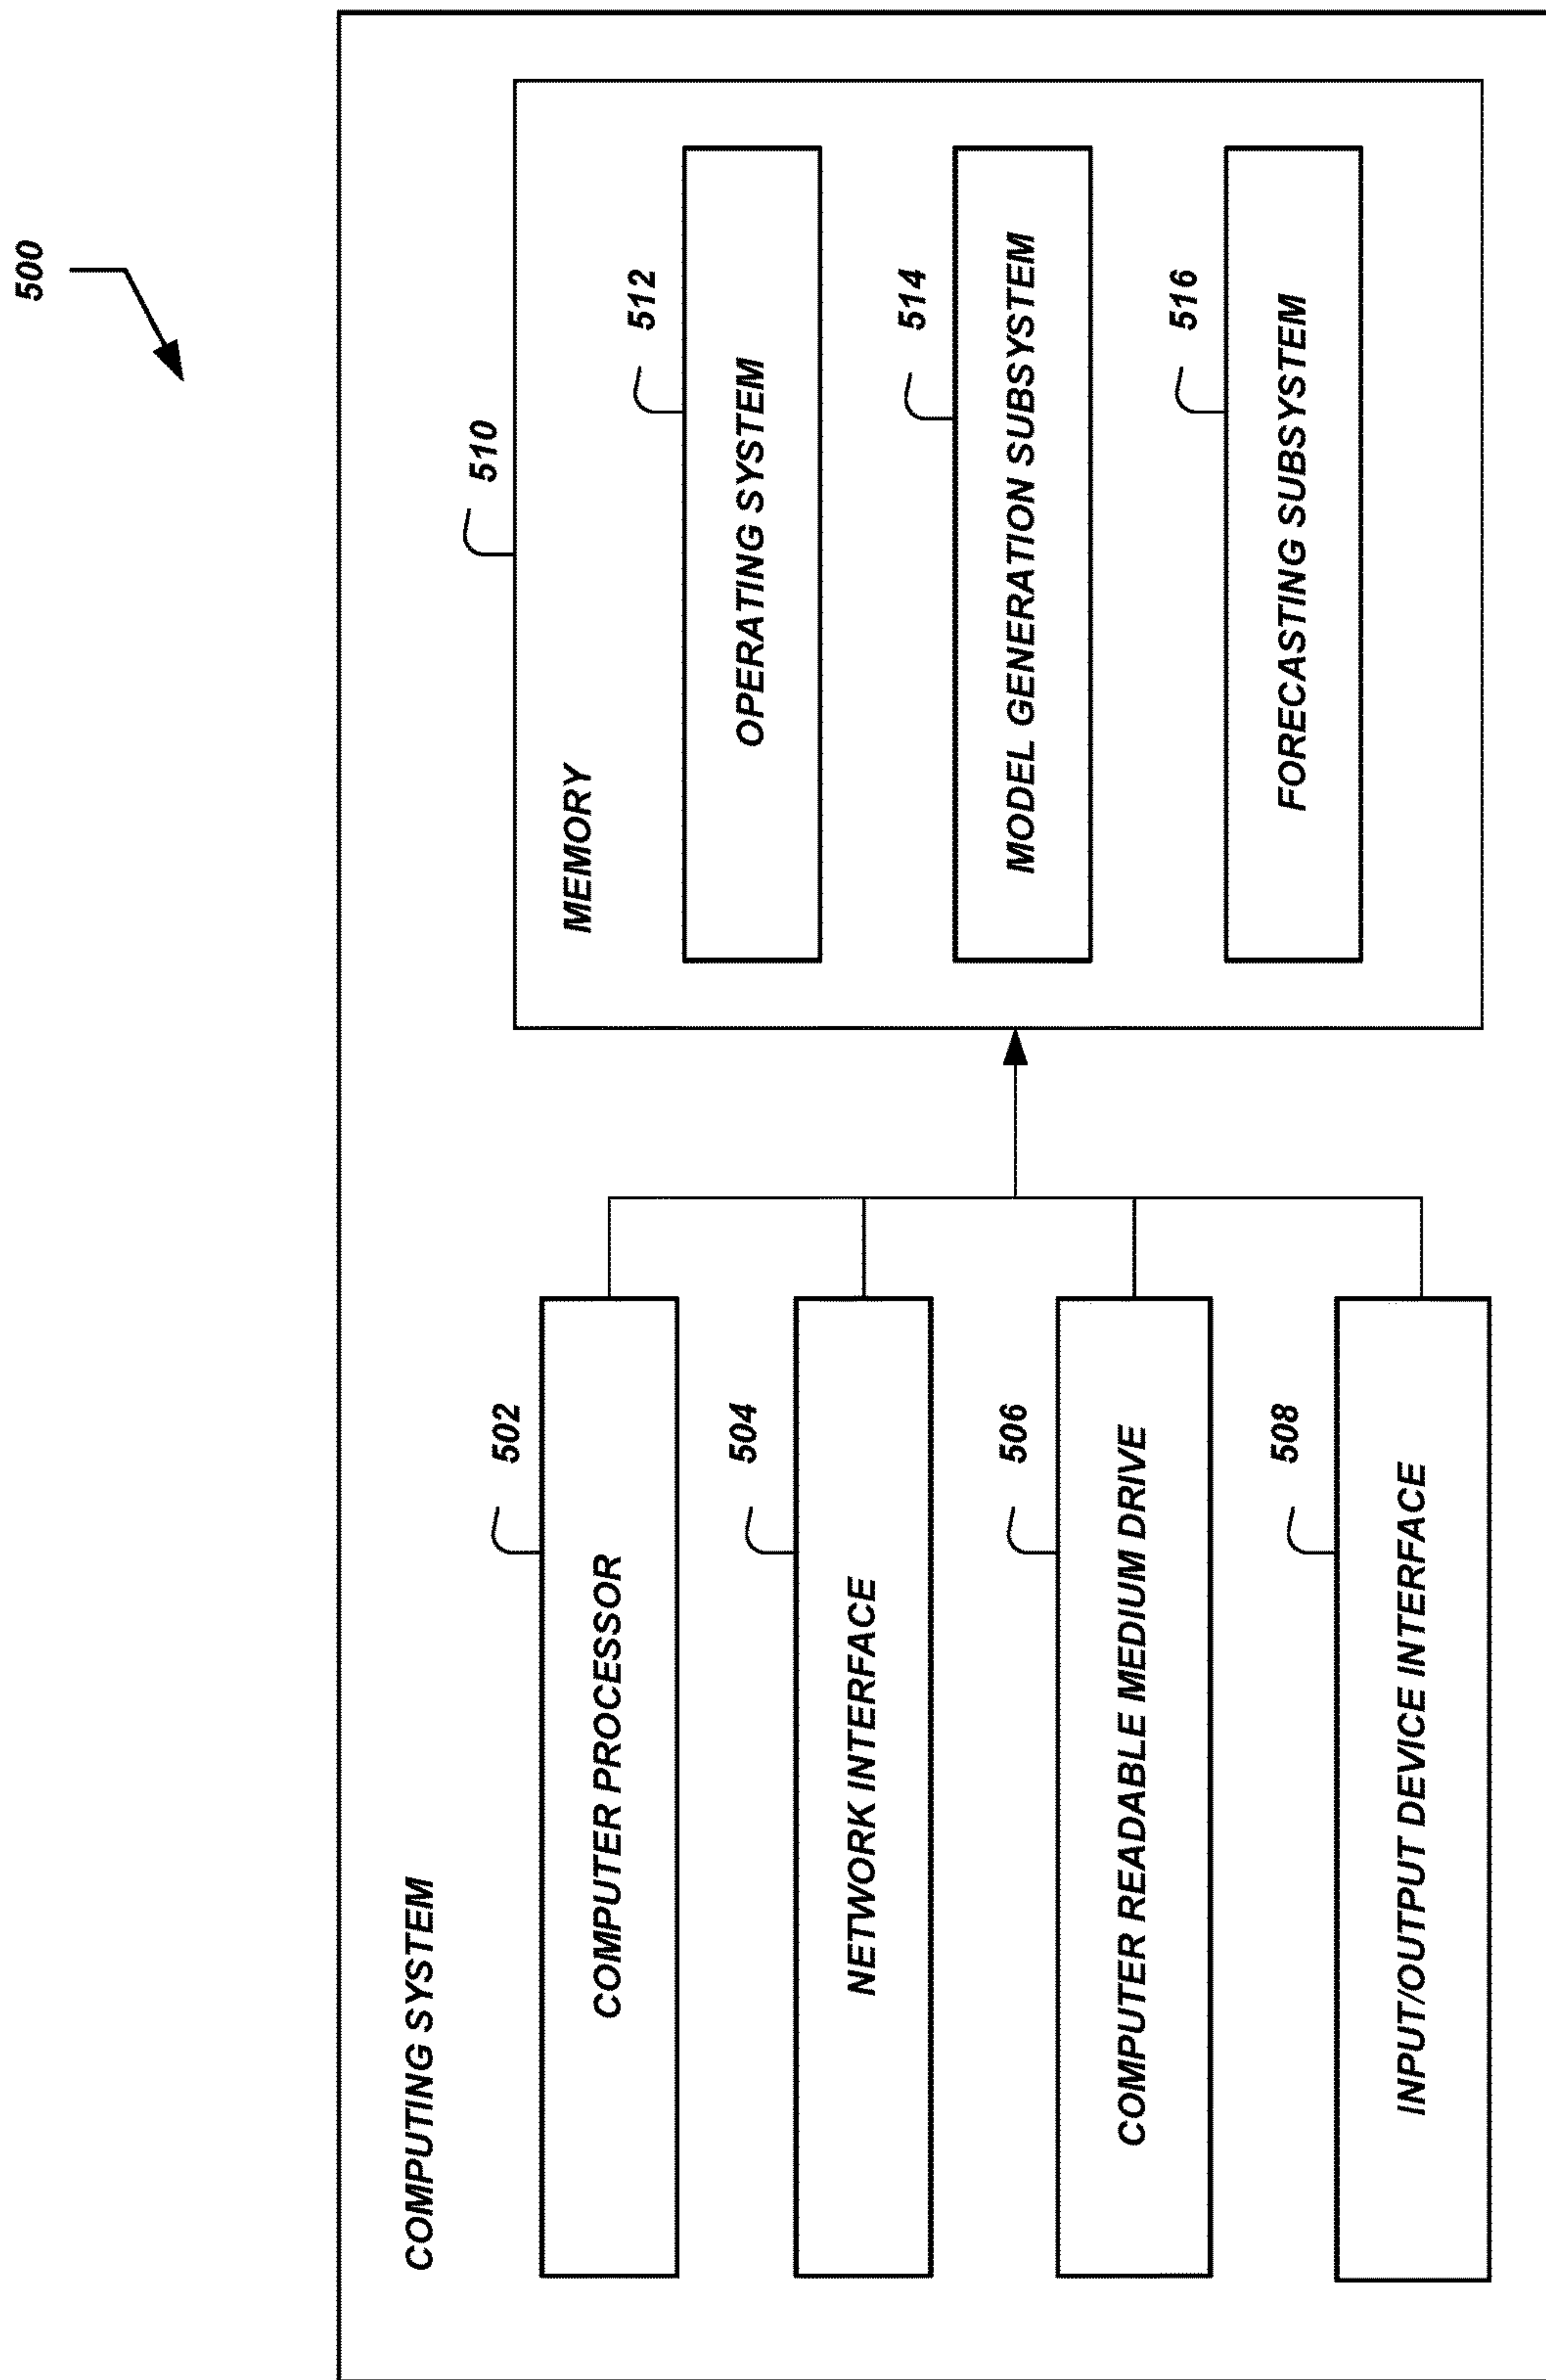 500
COMPUTING SYSTEM
502
COMPUTER PROCESSOR
504
NETWORK INTERFACE
506
COMPUTER READABLE MEDIUM DRIVE
508
INPUT/OUTPUT DEVICE INTERFACE
510
MEMORY
512
OPERATING SYSTEM
514
MODEL GENERATION SUBSYSTEM
516
FORECASTING SUBSYSTEM